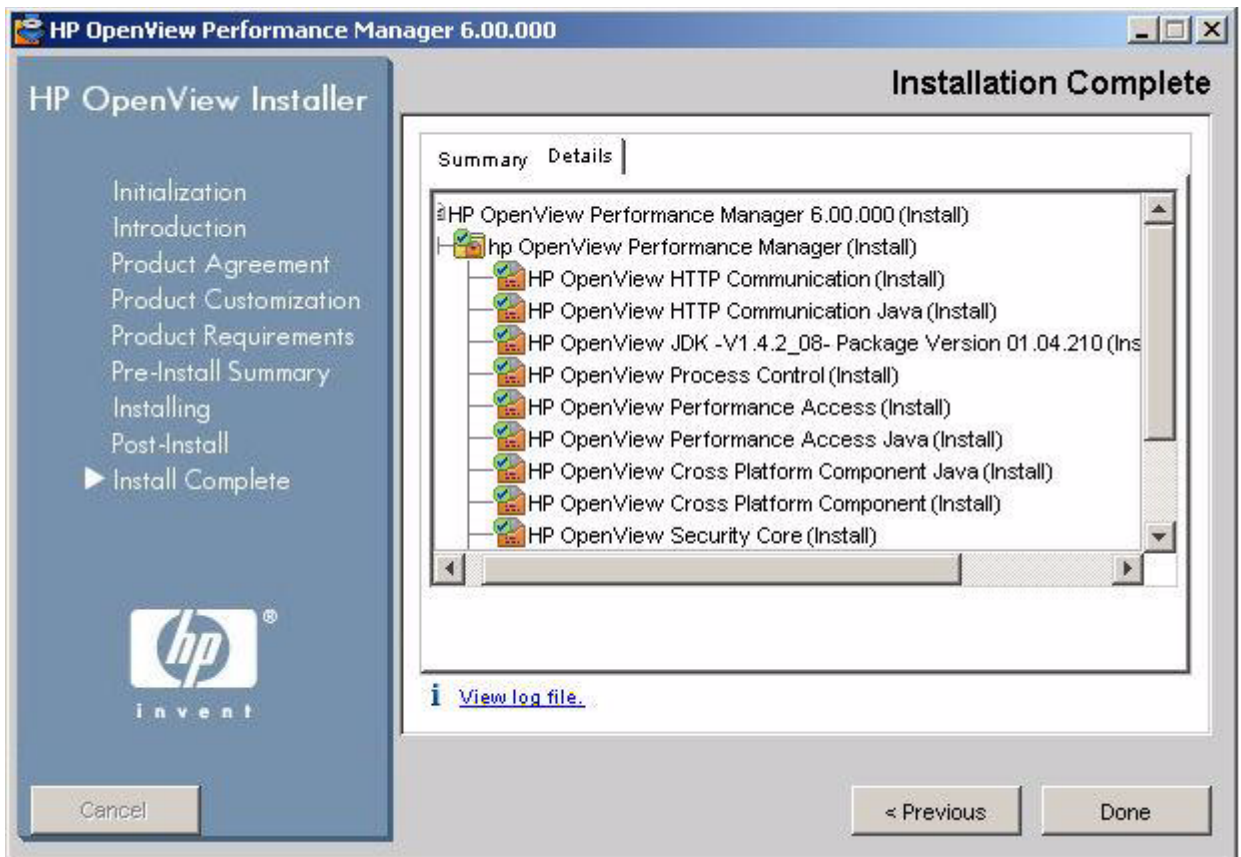 HP OpenView Performance Manager 6.00.000
HP OpenView Installer
Initialization
Introduction
Product Agreement
Product Customization
Product Requirements
Pre-Install Summary
Installing
Post-Install
Install Complete
hp
®
invent
Cancel
Installation Complete
Summary Details
HP OpenView Performance Manager 6.00.000 (Install)
hp OpenView Performance Manager (Install)
HP OpenView HTTP Communication (Install)
HP OpenView HTTP Communication Java (Install)
HP OpenView JDK -V1.4.2_08- Package Version 01.04.210 (Ins
HP OpenView Process Control (Install)
HP OpenView Performance Access (Install)
HP OpenView Performance Access Java (Install)
HP OpenView Cross Platform Component Java (Install)
HP OpenView Cross Platform Component (Install)
HP OpenView Security Core (Install)
i View log file.
< Previous
Done